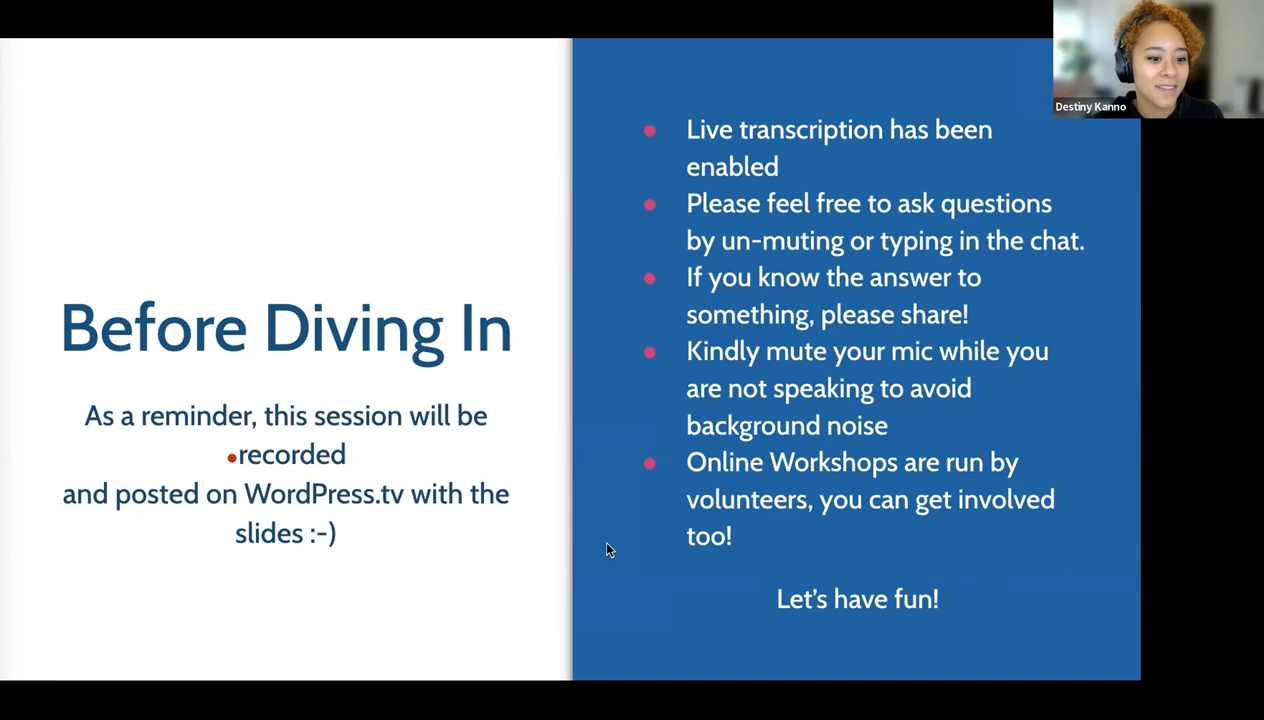 Before Diving In
As a reminder, this session will be
•recorded
and posted on WordPress.tv with the
slides :-)
• Live transcription has been
enabled
• Please feel free to ask questions
by un-muting or typing in the chat.
• If you know the answer to
something, please share!
• Kindly mute your mic while you
are not speaking to avoid
background noise
• Online Workshops are run by
volunteers, you can get involved
too!
Let’s have fun!
Destiny Kanno